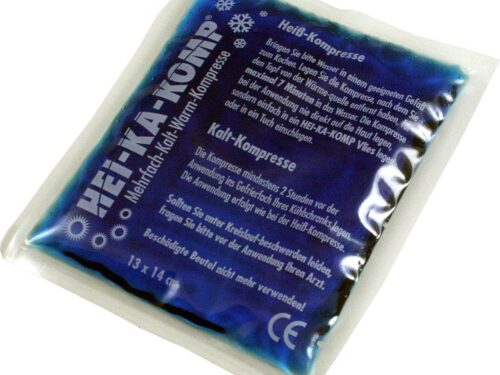 HEI-KA-KOMP®
Mehrfach-Kalt-Warm-Kompresse
13 x 14 cm
Heiß-Kompresse
Bringen Sie bitte Wasser in einem geeigneten Gefäß
zum Kochen. Legen Sie die Kompresse, nach dem Sie
den Topf von der Wärme-quelle entfernt haben,
maximal 7 Minuten in das Wasser. Die Kompresse
bei der Anwendung nie direkt auf die Haut legen,
sondern einfach in ein HEI-KA-KOMP Vlies legen
oder in ein Tuch einschlagen.
Kalt-Kompresse
Die Kompresse mindestens 2 Stunden vor der
Anwendung ins Gefrierfach Ihres Kühlschranks legen.
Die Anwendung erfolgt wie bei der Heiß-Kompresse.
Sollten Sie unter Kreislauf-beschwerden leiden,
fragen Sie bitte vor der Anwendung Ihren Arzt.
Beschädigte Beutel nicht mehr verwenden!
CE